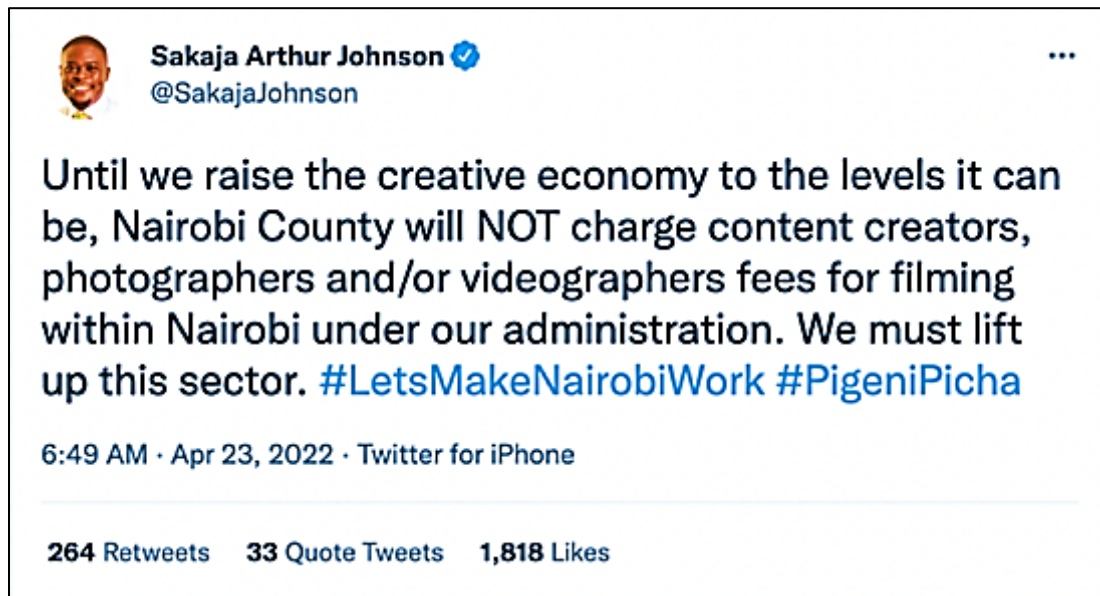 Sakaja Arthur Johnson
@SakajaJohnson
Until we raise the creative economy to the levels it can
be, Nairobi County will NOT charge content creators,
photographers and/or videographers fees for filming
within Nairobi under our administration. We must lift
up this sector. #LetsMakeNairobiWork #PigeniPicha
6:49 AM · Apr 23, 2022 · Twitter for iPhone
264 Retweets 33 Quote Tweets 1,818 Likes